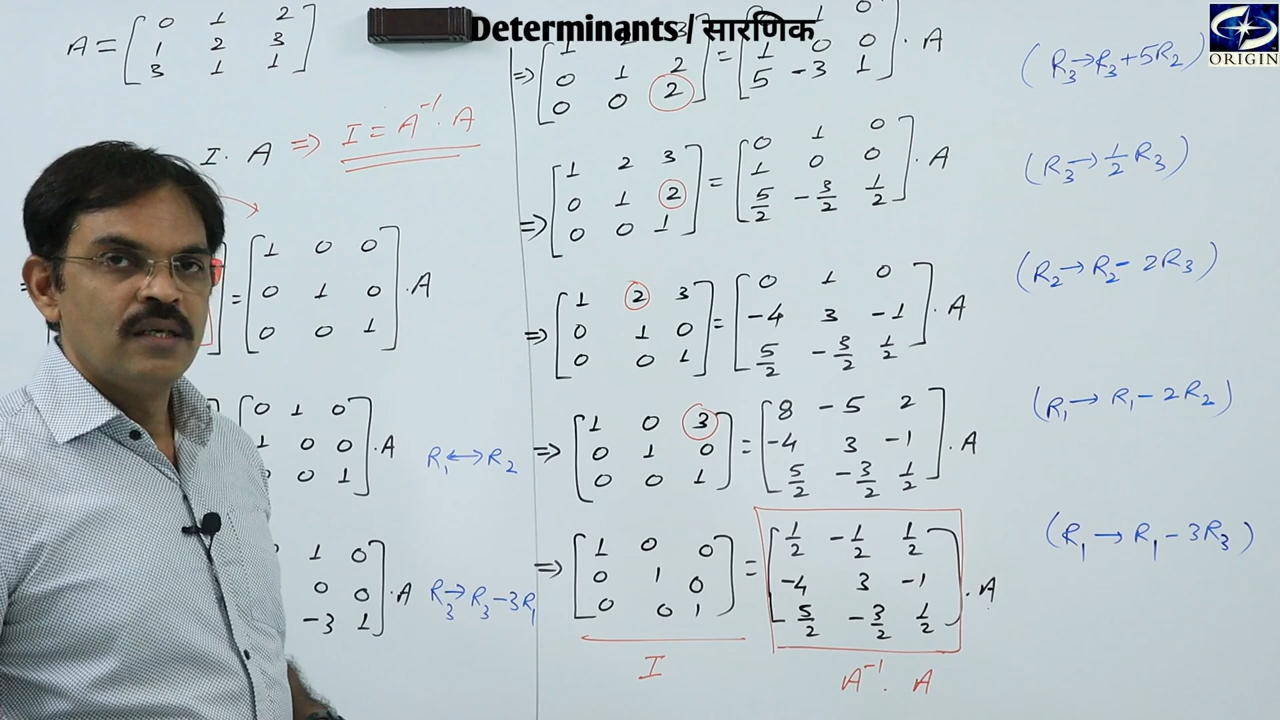 Determinants / सारणिक
ORIGIN
A = [ 0 1 2
1 2 3
3 1 1 ]
I . A ⇒ I = A⁻¹ . A
= [ 1 0 0
0 1 0
0 0 1 ] . A
[ 0 1 0
1 0 0
0 0 1 ] . A R₁ ↔ R₂
1 0
0 0
-3 1 ] . A R₃ → R₃ - 3R₁
⇒ [ 1 2 3 = [ 0 1 0
0 1 2 1 0 0
0 0 2 ] 5 -3 1 ] . A (R₃ → R₃ + 5R₂)
⇒ [ 1 2 3 = [ 0 1 0
0 1 2 1 0 0
0 0 1 ] 5/2 -3/2 1/2 ] . A (R₃ → 1/2 R₃)
⇒ [ 1 2 3 = [ 0 1 0
0 1 0 -4 3 -1
0 0 1 ] 5/2 -3/2 1/2 ] . A (R₂ → R₂ - 2R₃)
⇒ [ 1 0 3 = [ 8 -5 2
0 1 0 -4 3 -1
0 0 1 ] 5/2 -3/2 1/2 ] . A (R₁ → R₁ - 2R₂)
⇒ [ 1 0 0 = [ 1/2 -1/2 1/2
0 1 0 -4 3 -1
0 0 1 ] 5/2 -3/2 1/2 ] . A (R₁ → R₁ - 3R₃)
I A⁻¹ . A